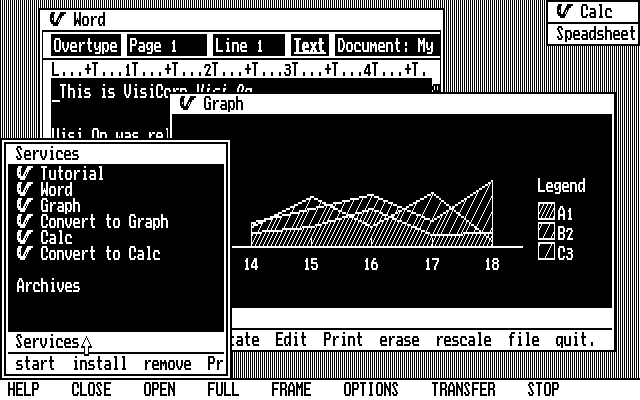 Word
Overtype Page 1 Line 1 Text Document: My
L...+T...1T...+T...2T...+T...3T...+T...4T...+T.
_This is VisiCorp Visi On
Visi On was rel
Calc
Speadsheet
Graph
Legend
A1
B2
C3
14 15 16 17 18
Edit Print erase rescale file quit.
Services
Tutorial
Word
Graph
Convert to Graph
Calc
Convert to Calc
Archives
Services
start install remove Pr
HELP CLOSE OPEN FULL FRAME OPTIONS TRANSFER STOP